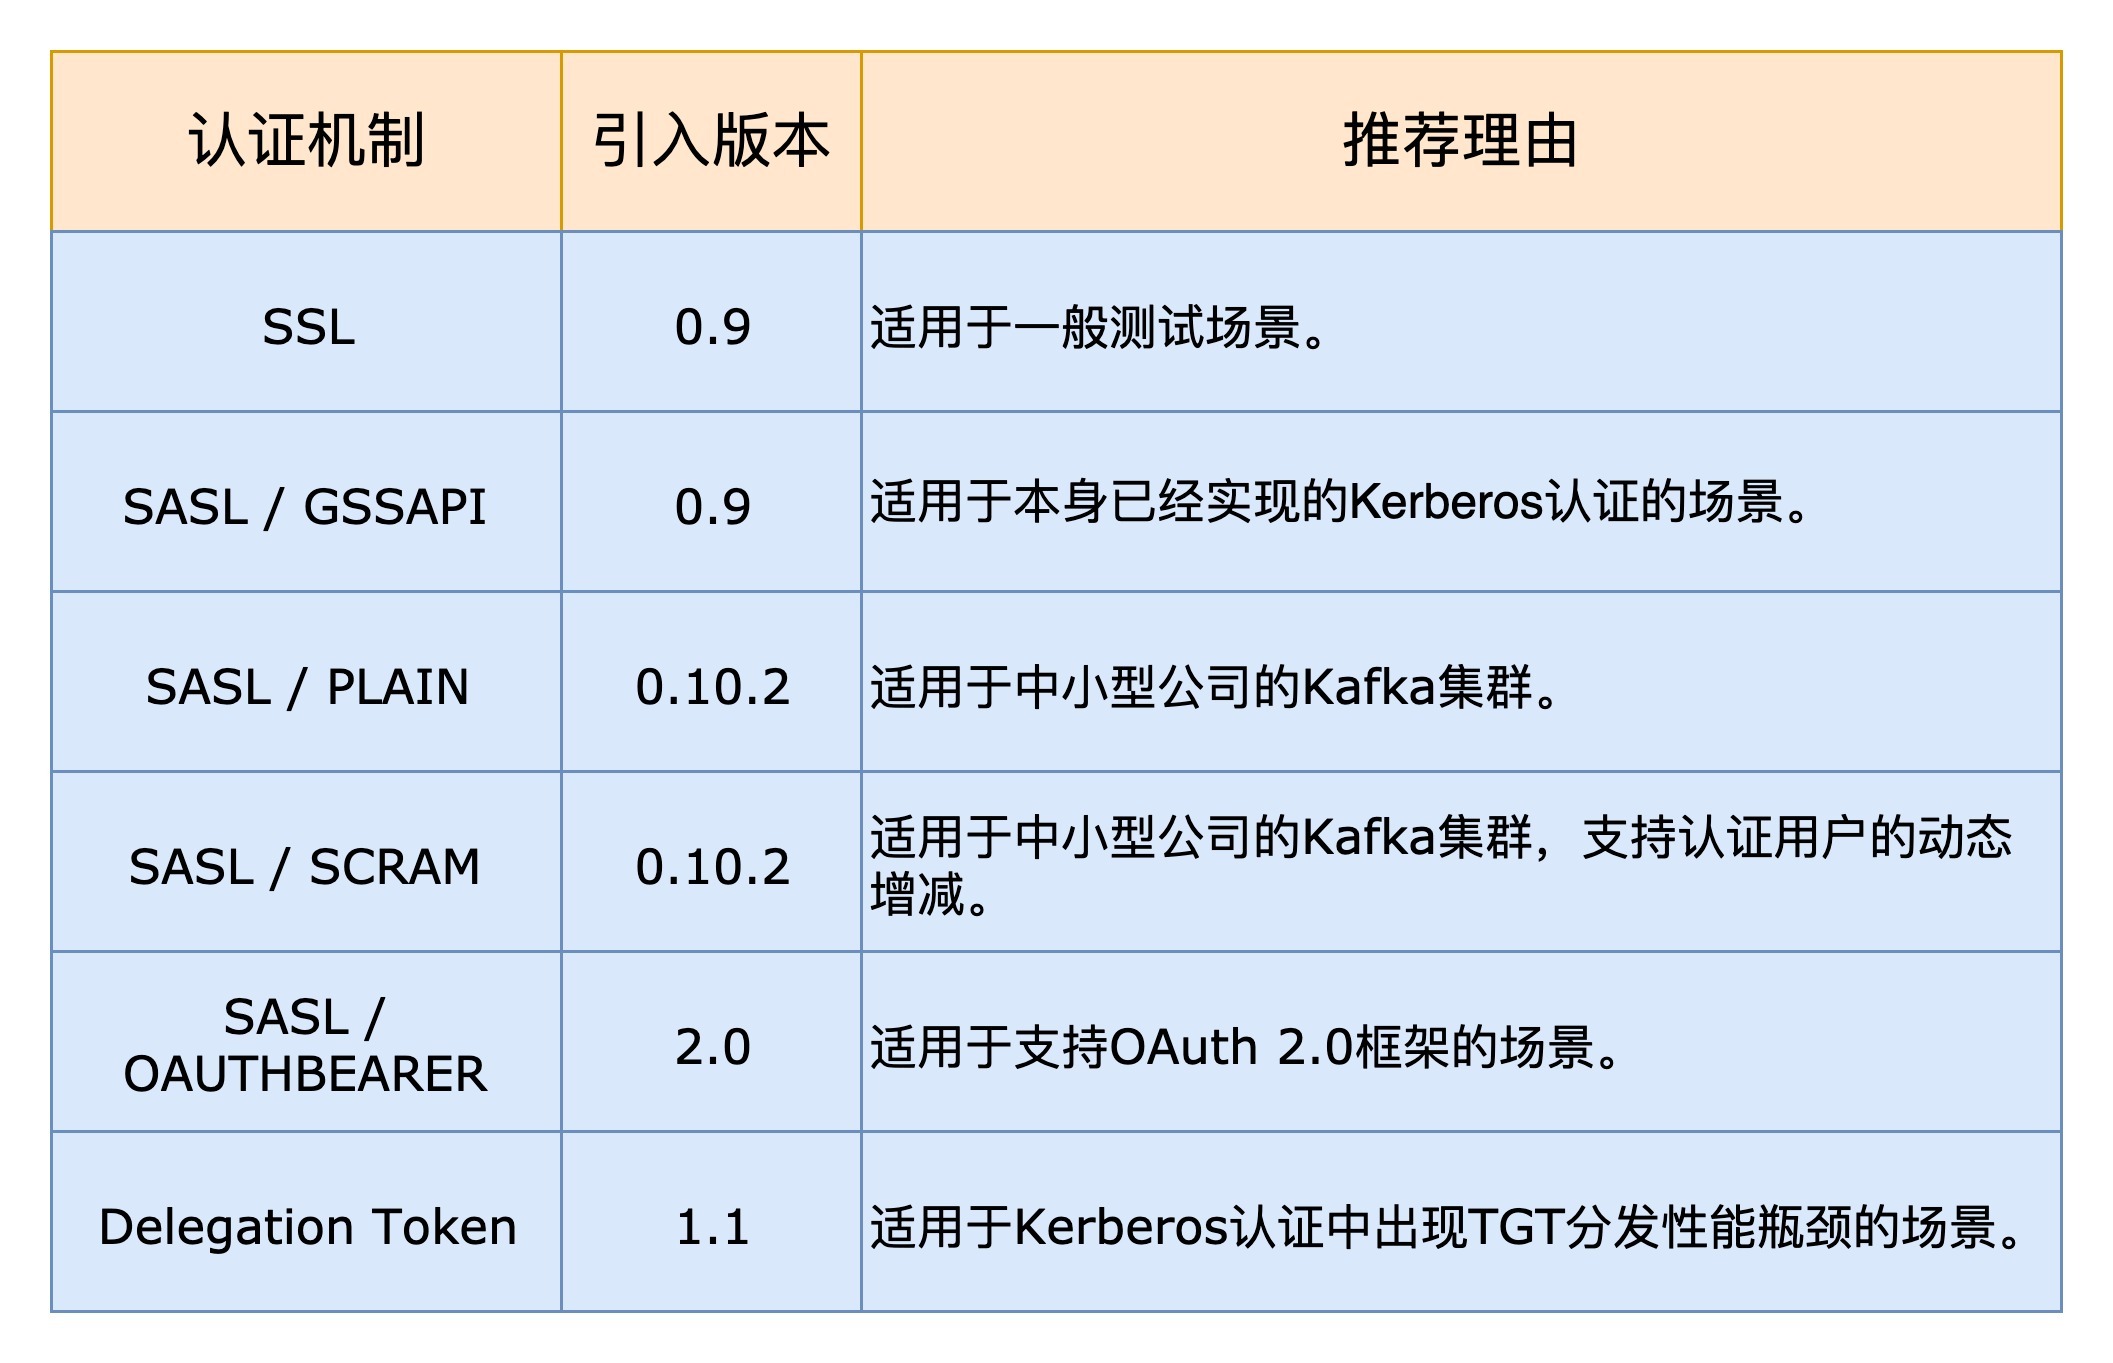 认证机制 引入版本 推荐理由
SSL 0.9 适用于一般测试场景。
SASL / GSSAPI 0.9 适用于本身已经实现的Kerberos认证的场景。
SASL / PLAIN 0.10.2 适用于中小型公司的Kafka集群。
SASL / SCRAM 0.10.2 适用于中小型公司的Kafka集群，支持认证用户的动态
增减。
SASL /
OAUTHBEARER 2.0 适用于支持OAuth 2.0框架的场景。
Delegation Token 1.1 适用于Kerberos认证中出现TGT分发性能瓶颈的场景。